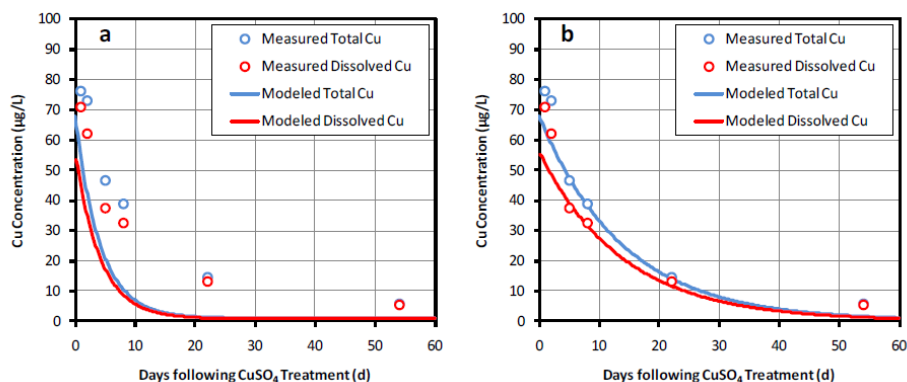 a
Measured Total Cu
Measured Dissolved Cu
Modeled Total Cu
Modeled Dissolved Cu
100
90
80
70
60
50
40
30
20
10
0
Cu Concentration (µg/L)
0 10 20 30 40 50 60
Days following CuSO₄ Treatment (d)
b
Measured Total Cu
Measured Dissolved Cu
Modeled Total Cu
Modeled Dissolved Cu
100
90
80
70
60
50
40
30
20
10
0
Cu Concentration (µg/L)
0 10 20 30 40 50 60
Days following CuSO₄ Treatment (d)